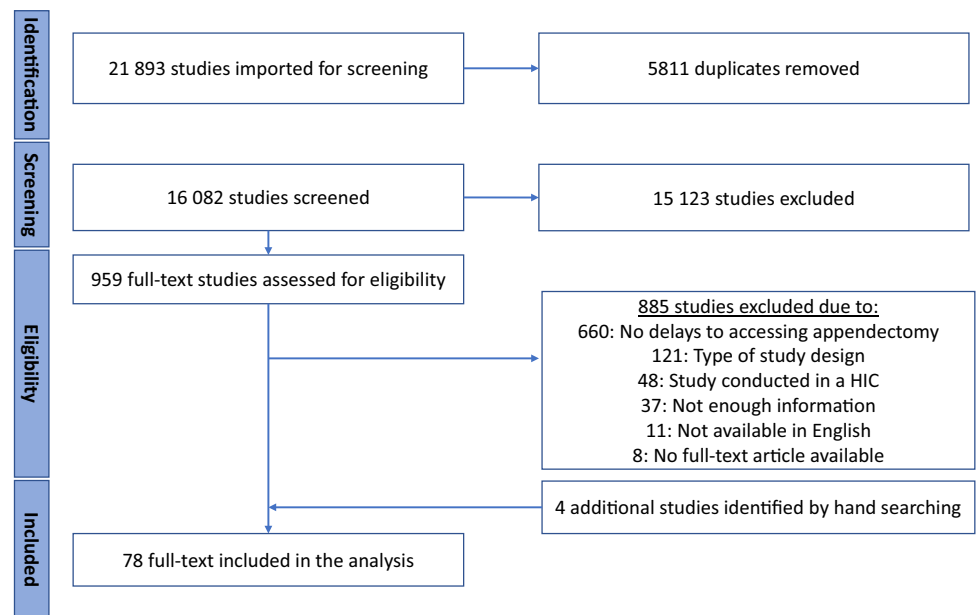 Identification
21 893 studies imported for screening
5811 duplicates removed
Screening
16 082 studies screened
15 123 studies excluded
Eligibility
959 full-text studies assessed for eligibility
885 studies excluded due to:
660: No delays to accessing appendectomy
121: Type of study design
48: Study conducted in a HIC
37: Not enough information
11: Not available in English
8: No full-text article available
Included
4 additional studies identified by hand searching
78 full-text included in the analysis